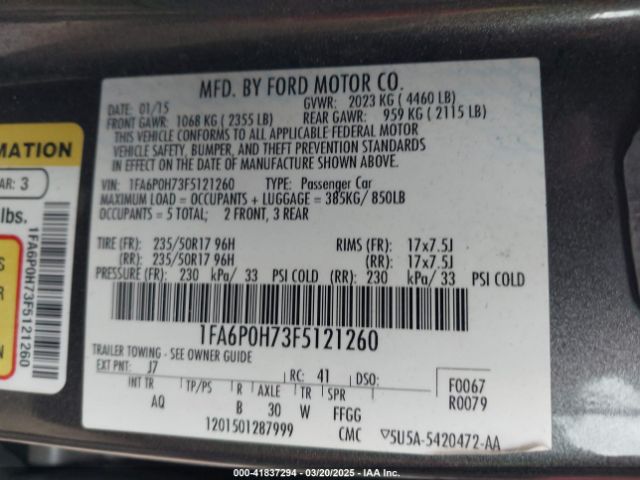 MFD. BY FORD MOTOR CO.
DATE: 01/15 GVWR: 2023 KG ( 4460 LB)
FRONT GAWR: 1068 KG ( 2355 LB) REAR GAWR: 959 KG ( 2115 LB)
THIS VEHICLE CONFORMS TO ALL APPLICABLE FEDERAL MOTOR
VEHICLE SAFETY, BUMPER, AND THEFT PREVENTION STANDARDS
IN EFFECT ON THE DATE OF MANUFACTURE SHOWN ABOVE.
VIN: 1FA6P0H73F5121260 TYPE: Passenger Car
MAXIMUM LOAD = OCCUPANTS + LUGGAGE = 385KG/ 850LB
OCCUPANTS = 5 TOTAL; 2 FRONT, 3 REAR
TIRE (FR): 235/50R17 96H RIMS (FR): 17x7.5J
(RR): 235/50R17 96H (RR): 17x7.5J
PRESSURE (FR): 230 kPa/ 33 PSI COLD (RR): 230 kPa/ 33 PSI COLD
1FA6P0H73F5121260
TRAILER TOWING - SEE OWNER GUIDE
EXT PNT: J7 RC: 41 DSO: F0067
INT TR TP/PS R AXLE TR SPR R0079
AQ B 30 W FFGG
1201501287999 CMC 5U5A-5420472-AA
MATION
AR: 3
lbs.
1FA6P0H73F5121260
000-41837294 - 03/20/2025 - IAA Inc.